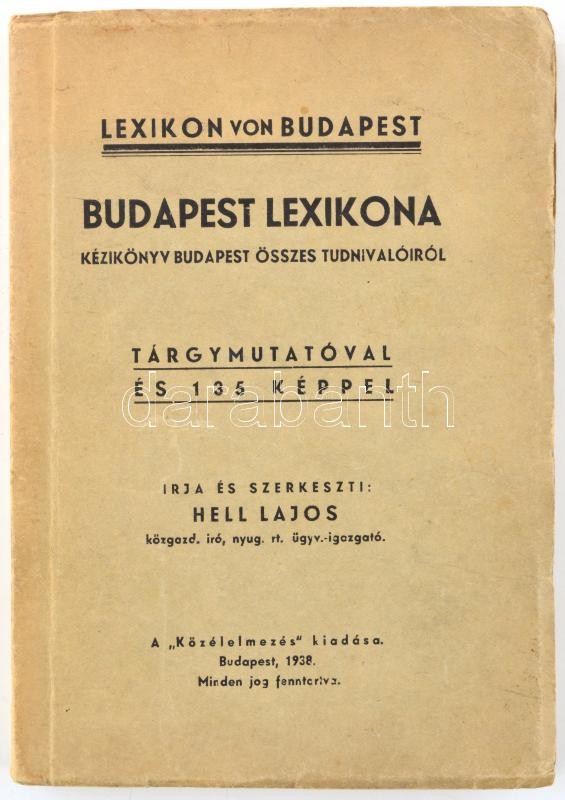 LEXIKON VON BUDAPEST
BUDAPEST LEXIKONA
KÉZIKÖNYV BUDAPEST ÖSSZES TUDNIVALÓIRÓL
TÁRGYMUTATÓVAL
ÉS 135 KÉPPEL
darabanth
IRJA ÉS SZERKESZTI:
HELL LAJOS
közgazd. iró, nyug. rt. ügyv.-igazgató.
A „Közélelmezés" kiadása.
Budapest, 1938.
Minden jog fenntartva.